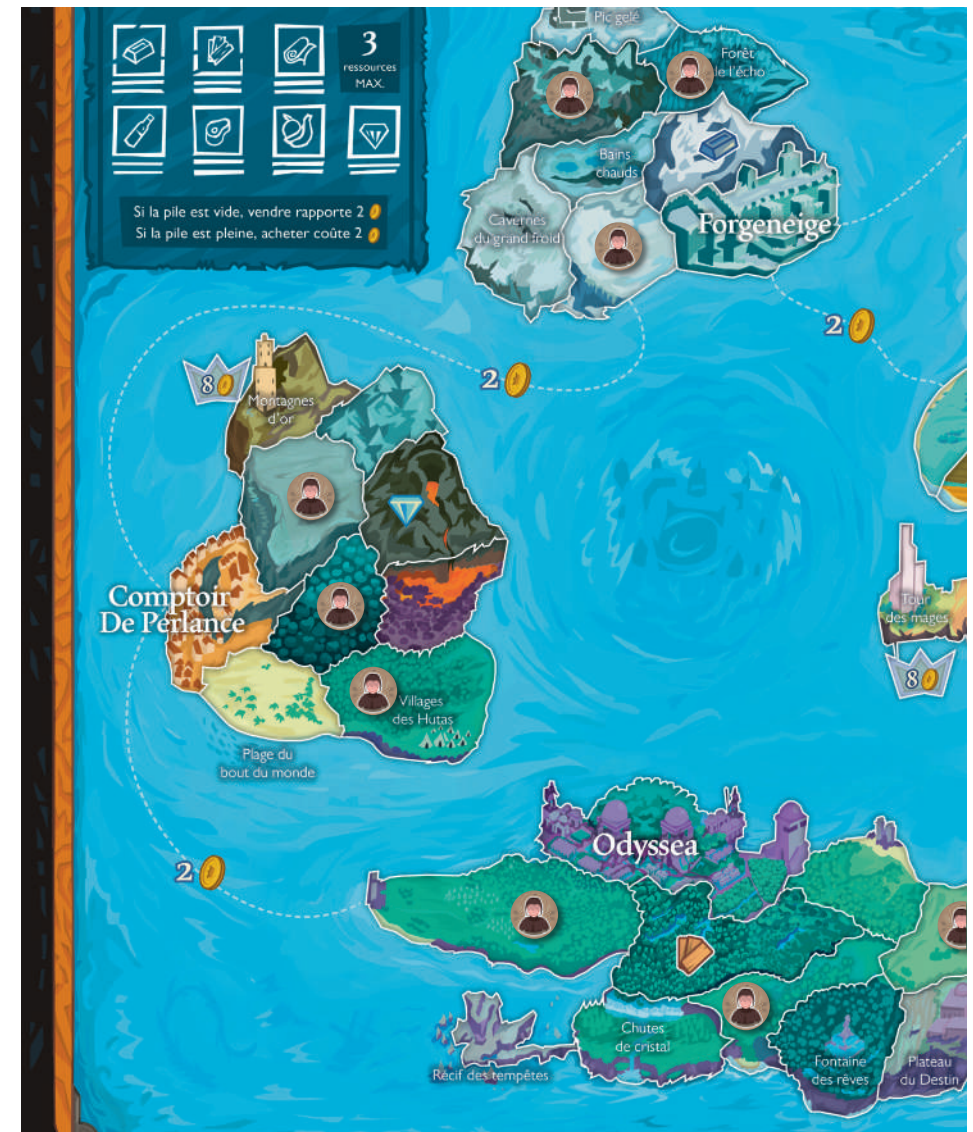 3
ressources
MAX.
Si la pile est vide, vendre rapporte 2
Si la pile est pleine, acheter coûte 2
Pic gelé
Forêt
de l'écho
Bains
chauds
Cavernes
du grand froid
Forgeneige
2
2
8
Montagnes
d'or
Comptoir
De Perlance
Villages
des Hutas
Plage du
bout du monde
Tour
des mages
8
2
Odyssea
Chutes
de cristal
Récif des tempêtes
Fontaine
des rêves
Plateau
du Destin